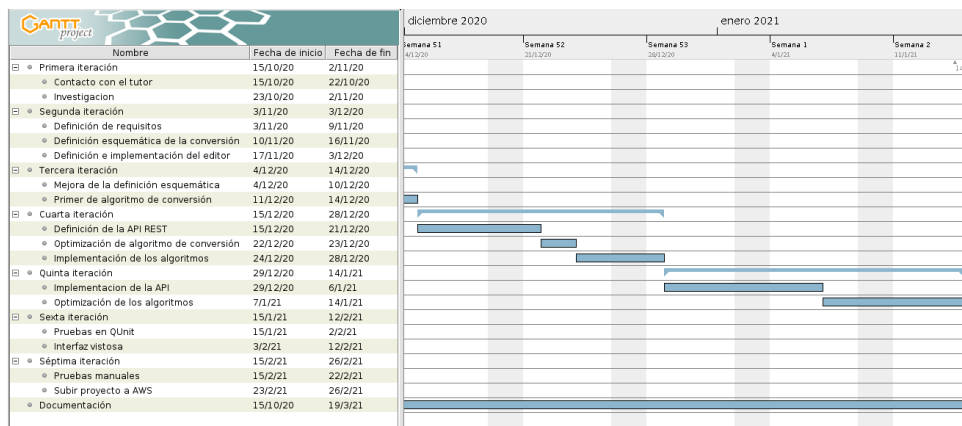 GANTT
project
diciembre 2020
enero 2021
Nombre Fecha de inicio Fecha de fin
Semana 51 Semana 52 Semana 53 Semana 1 Semana 2
4/12/20 21/12/20 28/12/20 4/1/21 11/1/21
Primera iteración 15/10/20 2/11/20
Contacto con el tutor 15/10/20 22/10/20
Investigacion 23/10/20 2/11/20
Segunda iteración 3/11/20 3/12/20
Definición de requisitos 3/11/20 9/11/20
Definición esquemática de la conversión 10/11/20 16/11/20
Definición e implementación del editor 17/11/20 3/12/20
Tercera iteración 4/12/20 14/12/20
Mejora de la definición esquemática 4/12/20 10/12/20
Primer de algoritmo de conversión 11/12/20 14/12/20
Cuarta iteración 15/12/20 28/12/20
Definición de la API REST 15/12/20 21/12/20
Optimización de algoritmo de conversión 22/12/20 23/12/20
Implementación de los algoritmos 24/12/20 28/12/20
Quinta iteración 29/12/20 14/1/21
Implementacion de la API 29/12/20 6/1/21
Optimización de los algoritmos 7/1/21 14/1/21
Sexta iteración 15/1/21 12/2/21
Pruebas en QUnit 15/1/21 2/2/21
Interfaz vistosa 3/2/21 12/2/21
Séptima iteración 15/2/21 26/2/21
Pruebas manuales 15/2/21 22/2/21
Subir proyecto a AWS 23/2/21 26/2/21
Documentación 15/10/20 19/3/21